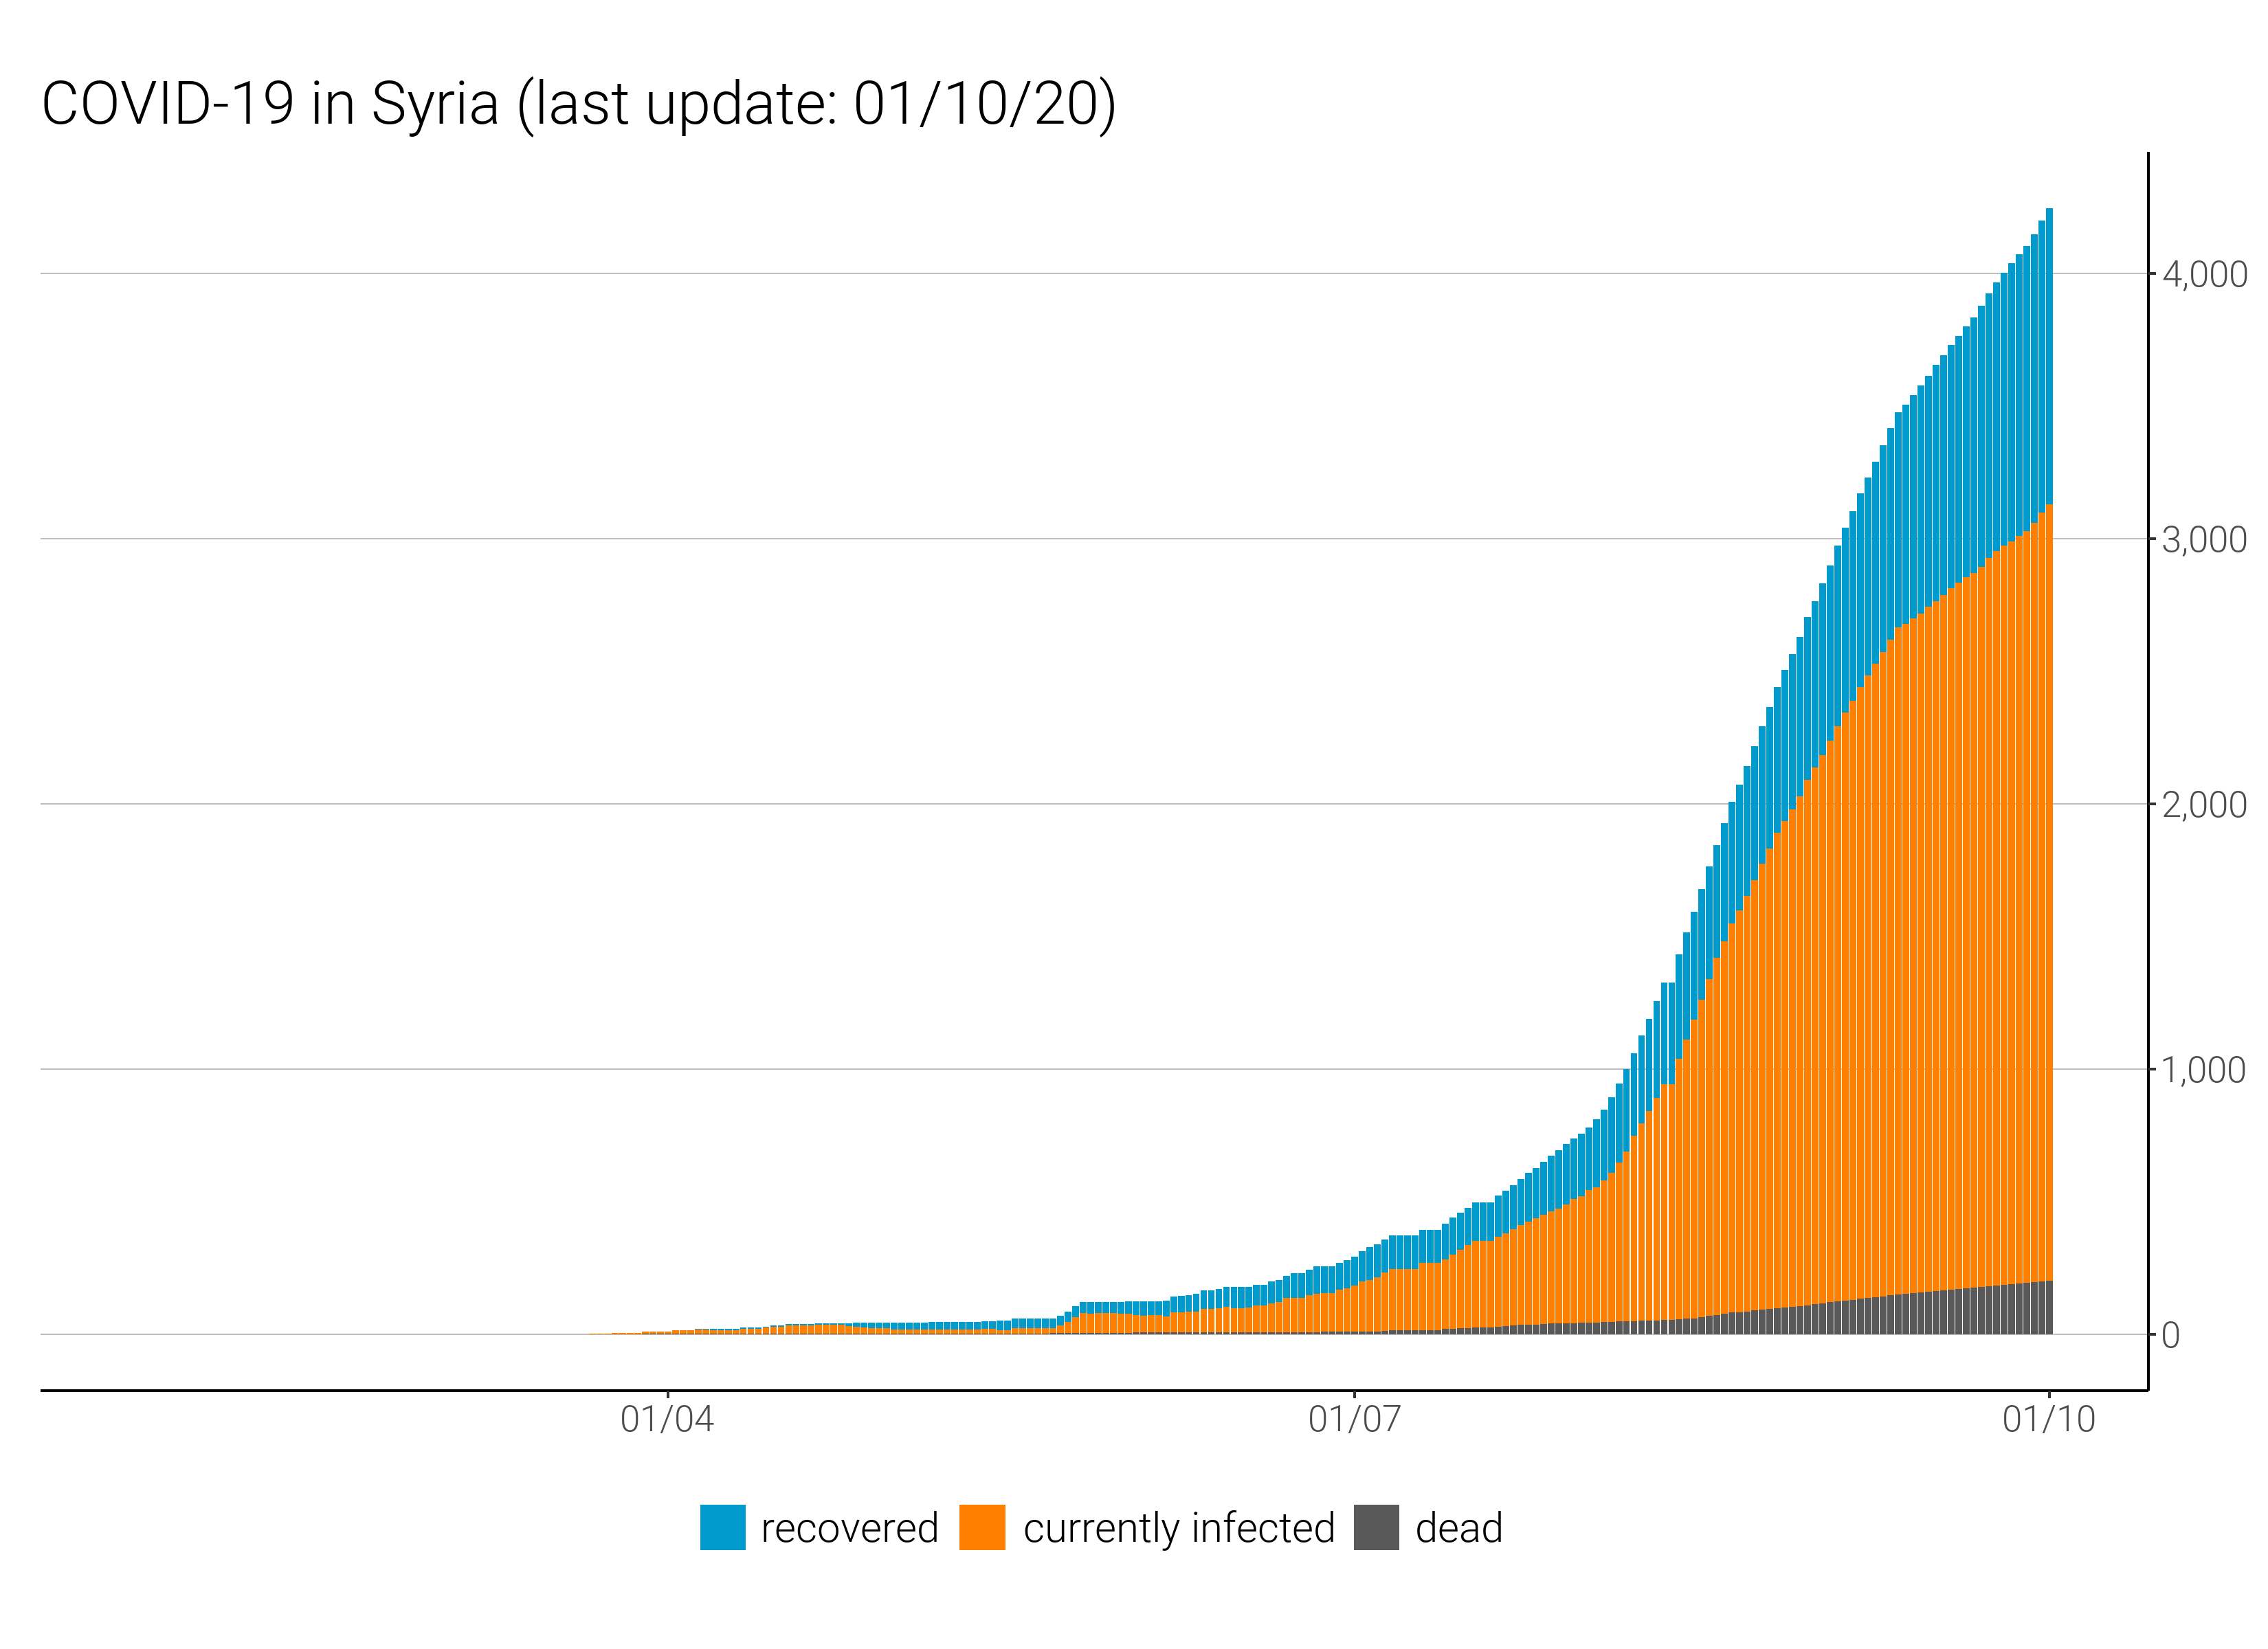 COVID-19 in Syria (last update: 01/10/20)
4,000
3,000
2,000
1,000
0
01/04 01/07 01/10
recovered currently infected dead